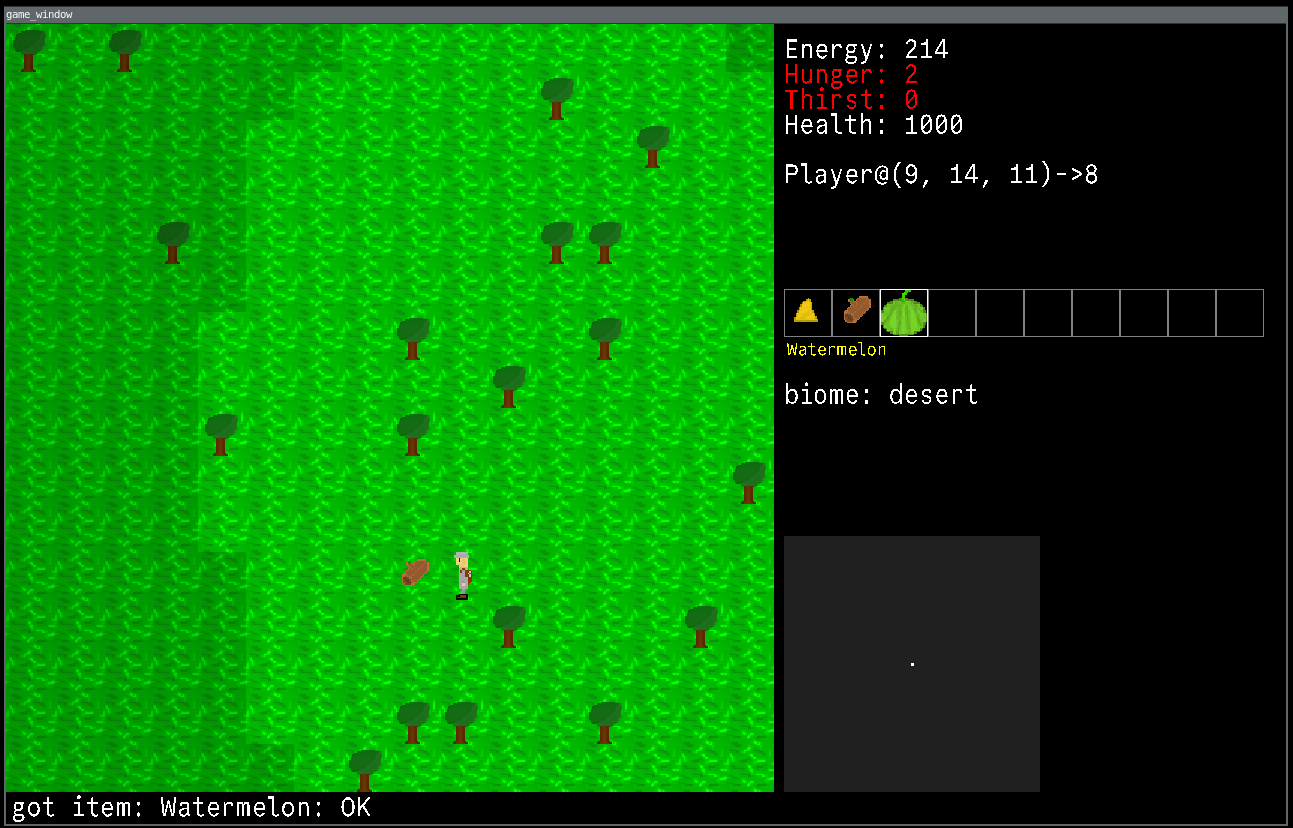 game_window
Energy: 214
Hunger: 2
Thirst: 0
Health: 1000
Player@(9, 14, 11)->8
Watermelon
biome: desert
got item: Watermelon: OK